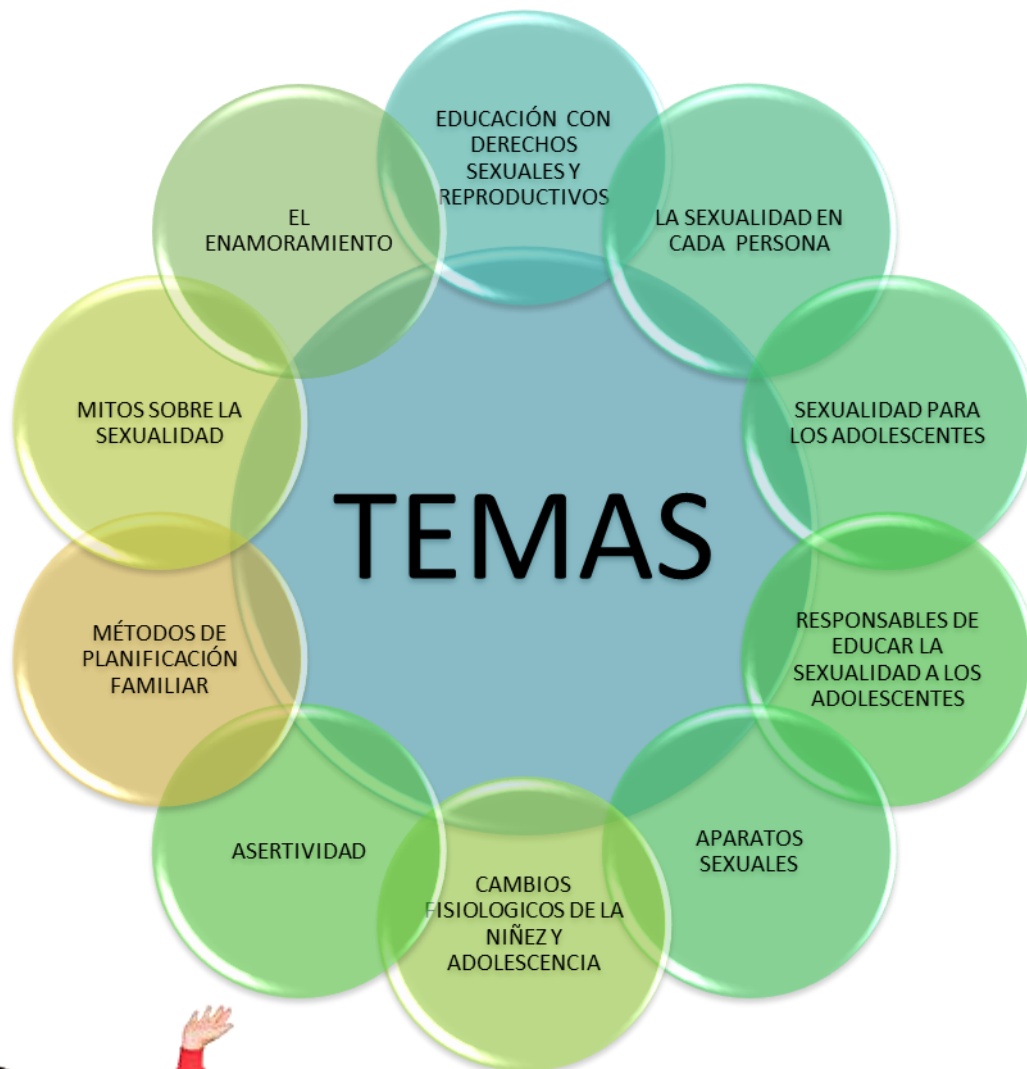 EDUCACIÓN CON
DERECHOS
SEXUALES Y
REPRODUCTIVOS
LA SEXUALIDAD EN
CADA PERSONA
SEXUALIDAD PARA
LOS ADOLESCENTES
RESPONSABLES DE
EDUCAR LA
SEXUALIDAD A LOS
ADOLESCENTES
APARATOS
SEXUALES
CAMBIOS
FISIOLOGICOS DE LA
NIÑEZ Y
ADOLESCENCIA
ASERTIVIDAD
MÉTODOS DE
PLANIFICACIÓN
FAMILIAR
MITOS SOBRE LA
SEXUALIDAD
EL
ENAMORAMIENTO
TEMAS